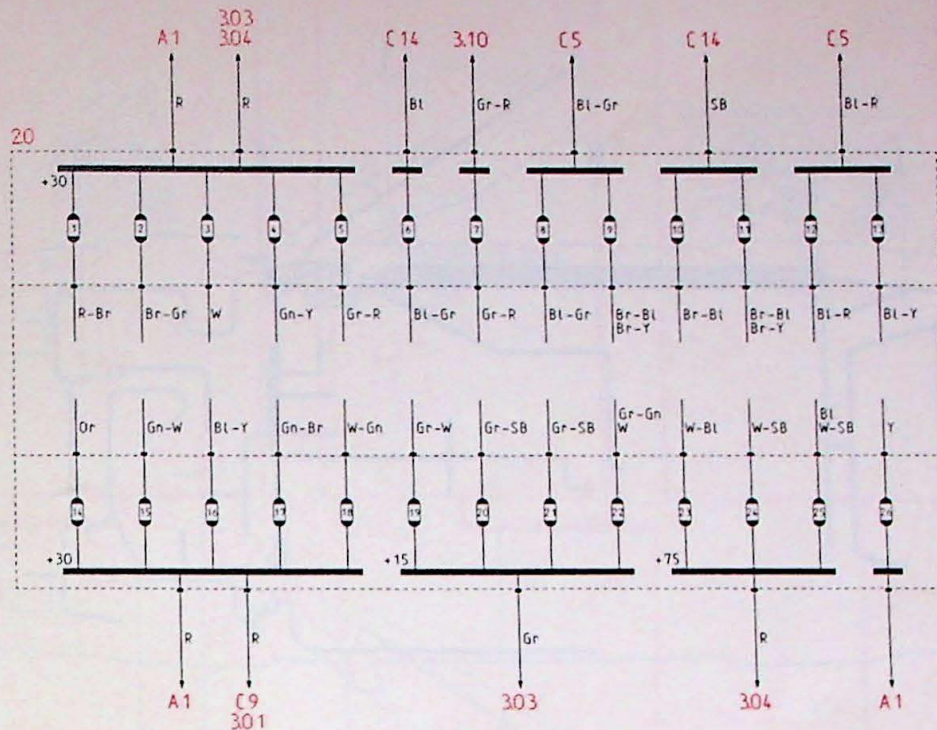 3.03
A1 3.04 C14 3.10 C5 C14 C5
R R Bl Gr-R Bl-Gr SB Bl-R
20
+30
1 2 3 4 5 6 7 8 9 10 11 12 13
R-Br Br-Gr W Gn-Y Gr-R Bl-Gr Gr-R Bl-Gr Br-Bl Br-Bl Br-Bl Bl-R Bl-Y
Br-Y Br-Y
Gr-Gn Bl
Or Gn-W Bl-Y Gn-Br W-Gn Gr-W Gr-SB Gr-SB W W-Bl W-SB W-SB Y
14 15 16 17 18 19 20 21 22 23 24 25 26
+30 +15 +75
R R Gr R
A1 C9 3.03 3.04 A1
3.01